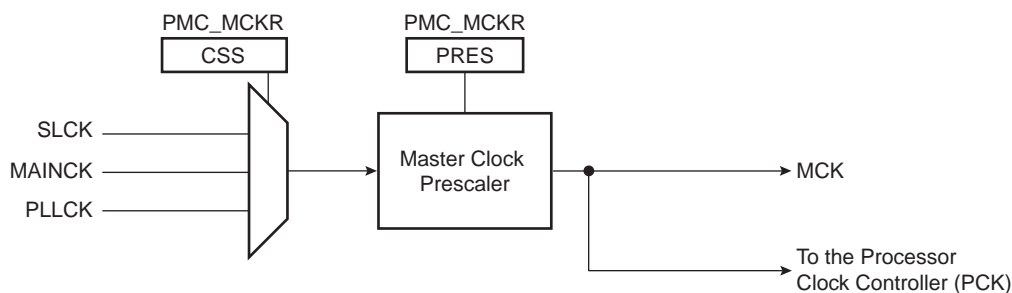 PMC_MCKR
CSS
PMC_MCKR
PRES
SLCK
MAINCK
PLLCK
Master Clock
Prescaler
MCK
To the Processor
Clock Controller (PCK)